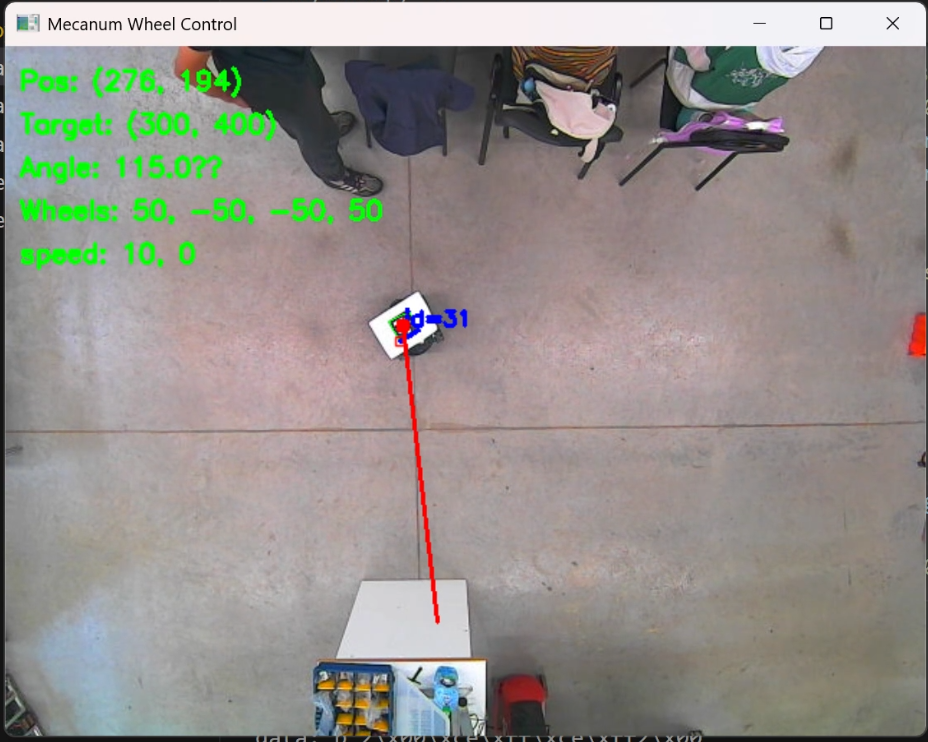 Mecanum Wheel Control
Pos: (276, 194)
Target: (300, 400)
Angle: 115.0??
Wheels: 50, -50, -50, 50
speed: 10, 0
id=31